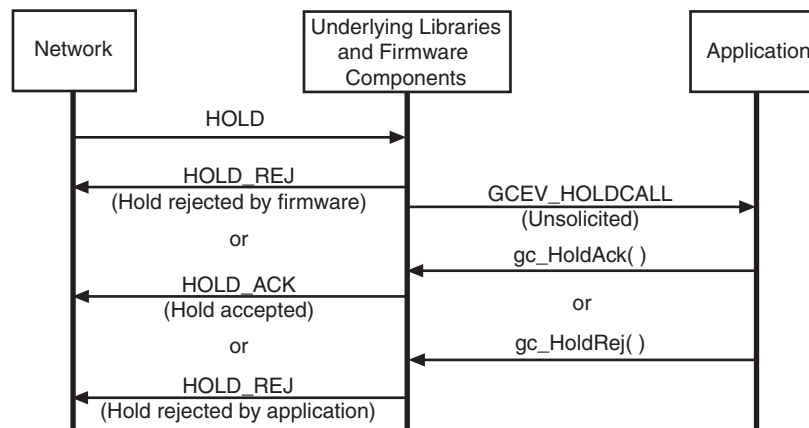 Network
Underlying Libraries
and Firmware
Components
Application
HOLD
HOLD_REJ
(Hold rejected by firmware)
GCEV_HOLDCALL
(Unsolicited)
or
gc_HoldAck( )
HOLD_ACK
(Hold accepted)
or
or
gc_HoldRej( )
HOLD_REJ
(Hold rejected by application)